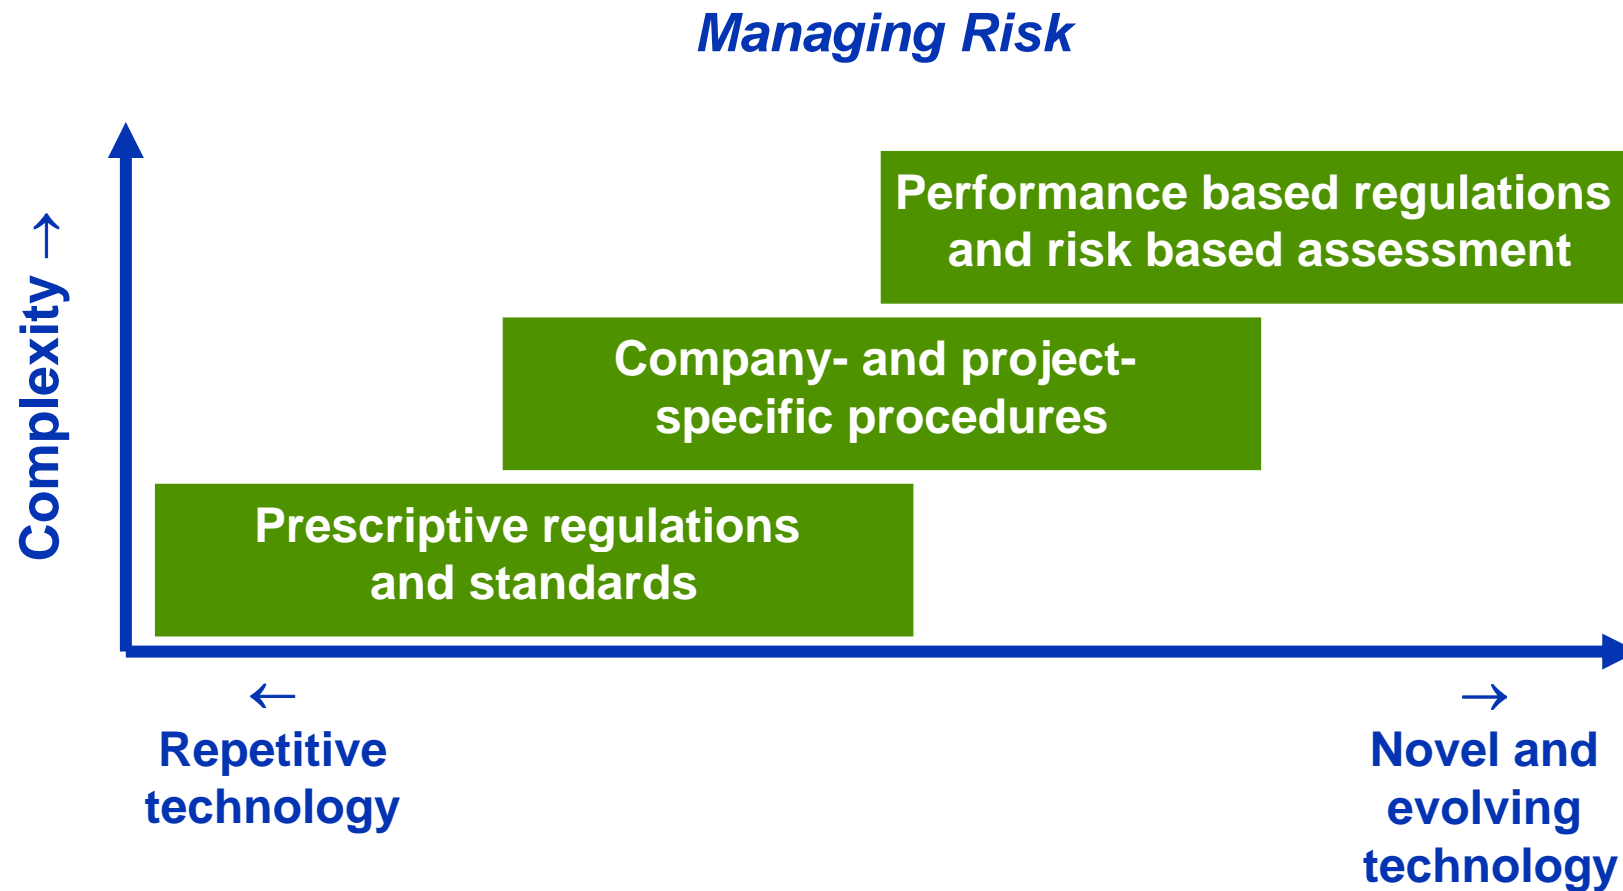 Managing Risk
Complexity →
Performance based regulations
and risk based assessment
Company- and project-
specific procedures
Prescriptive regulations
and standards
←
Repetitive
technology
→
Novel and
evolving
technology